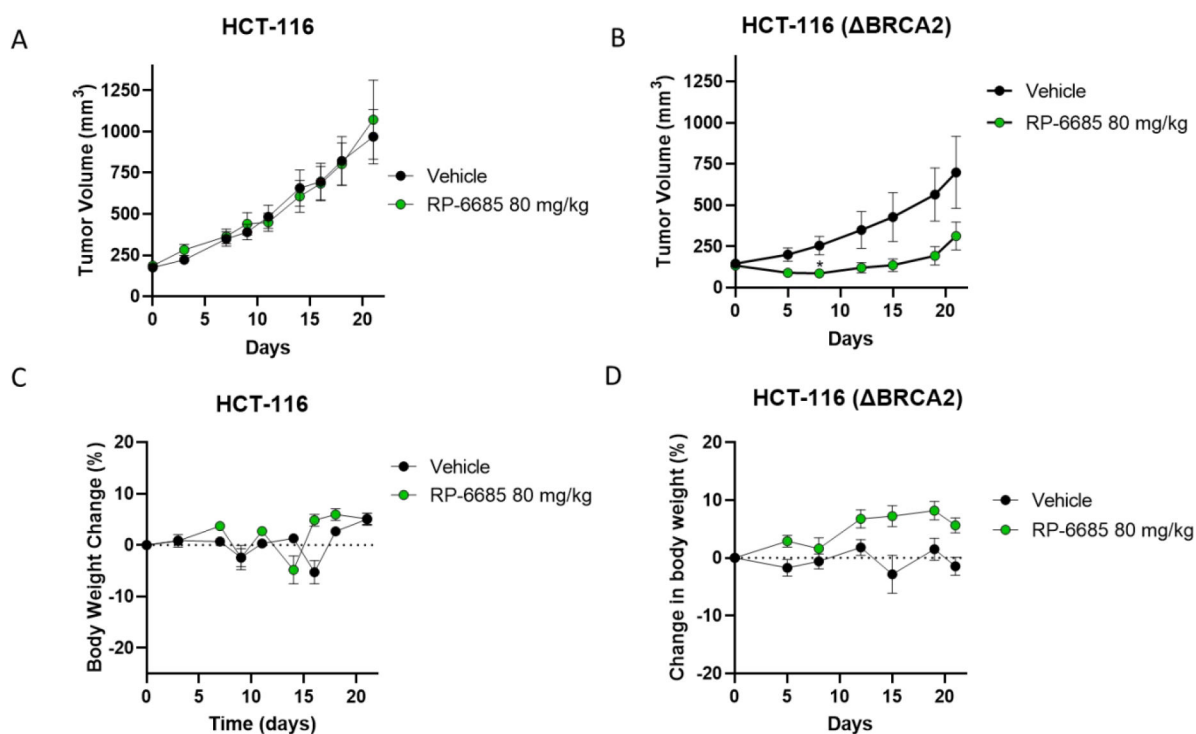 A
HCT-116
Tumor Volume (mm³)
1250
1000
750
500
250
0
0 5 10 15 20
Days
Vehicle
RP-6685 80 mg/kg
B
HCT-116 (ΔBRCA2)
Tumor Volume (mm³)
1250
1000
750
500
250
0
*
0 5 10 15 20
Days
Vehicle
RP-6685 80 mg/kg
C
HCT-116
Body Weight Change (%)
20
10
0
-10
-20
0 5 10 15 20
Time (days)
Vehicle
RP-6685 80 mg/kg
D
HCT-116 (ΔBRCA2)
Change in body weight (%)
20
10
0
-10
-20
0 5 10 15 20
Days
Vehicle
RP-6685 80 mg/kg